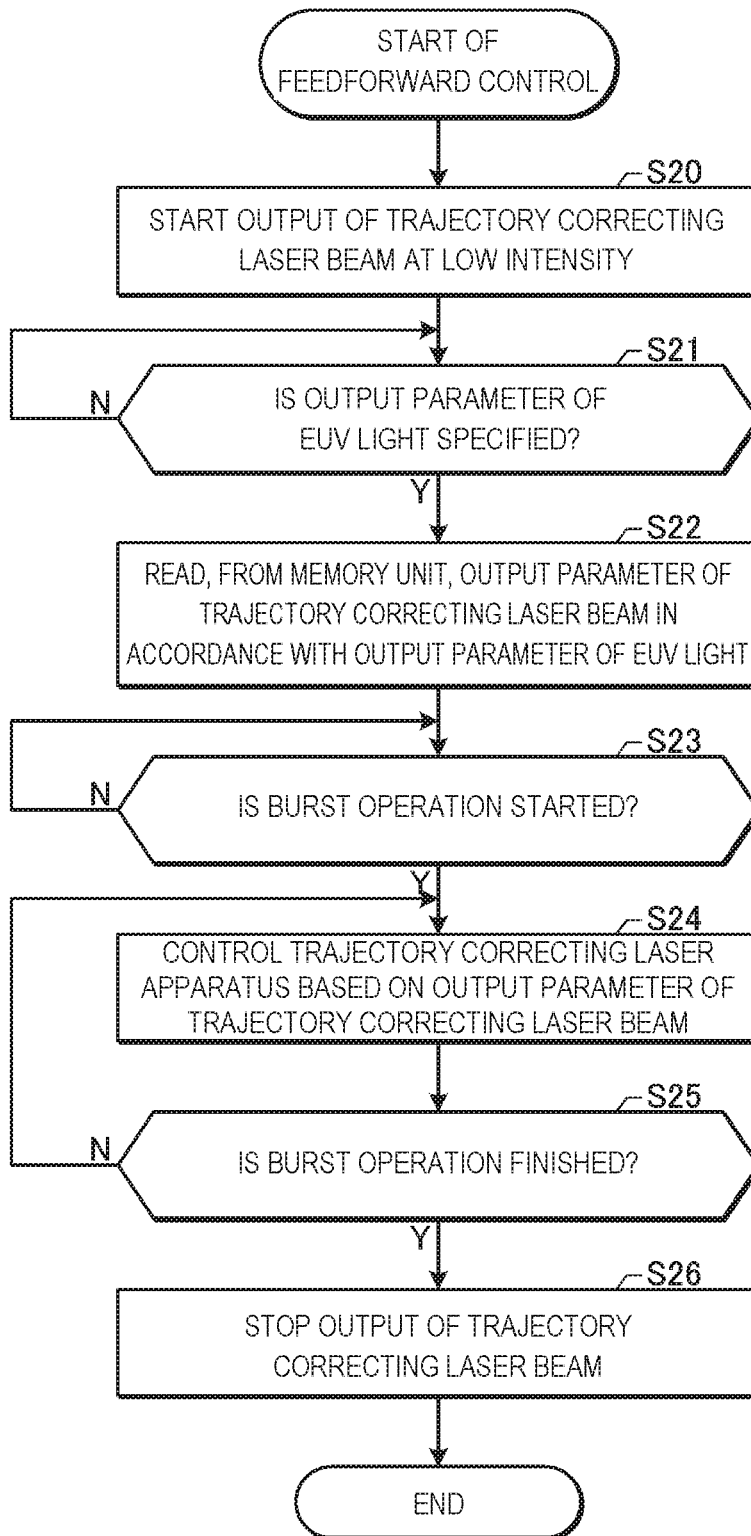 START OF
FEEDFORWARD CONTROL
S20
START OUTPUT OF TRAJECTORY CORRECTING
LASER BEAM AT LOW INTENSITY
S21
N
IS OUTPUT PARAMETER OF
EUV LIGHT SPECIFIED?
Y
S22
READ, FROM MEMORY UNIT, OUTPUT PARAMETER OF
TRAJECTORY CORRECTING LASER BEAM IN
ACCORDANCE WITH OUTPUT PARAMETER OF EUV LIGHT
S23
N
IS BURST OPERATION STARTED?
Y
S24
CONTROL TRAJECTORY CORRECTING LASER
APPARATUS BASED ON OUTPUT PARAMETER OF
TRAJECTORY CORRECTING LASER BEAM
S25
N
IS BURST OPERATION FINISHED?
Y
S26
STOP OUTPUT OF TRAJECTORY
CORRECTING LASER BEAM
END